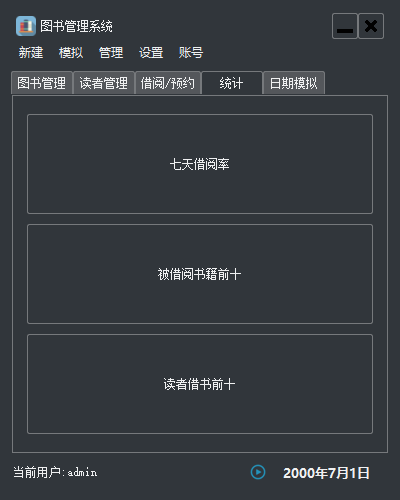 图书管理系统
新建 模拟 管理 设置 账号
图书管理 读者管理 借阅/预约 统计 日期模拟
七天借阅率
被借阅书籍前十
读者借书前十
当前用户:admin 2000年7月1日